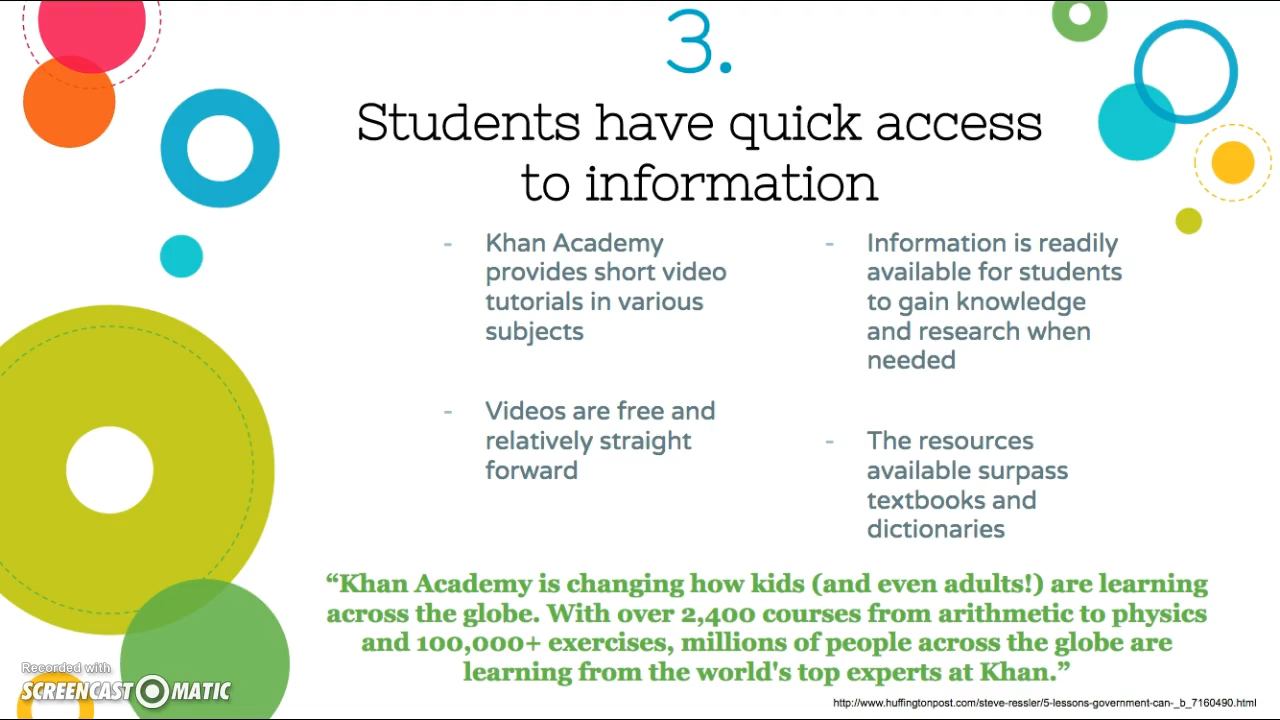 3.
Students have quick access
to information
- Khan Academy
provides short video
tutorials in various
subjects
- Videos are free and
relatively straight
forward
- Information is readily
available for students
to gain knowledge
and research when
needed
- The resources
available surpass
textbooks and
dictionaries
“Khan Academy is changing how kids (and even adults!) are learning
across the globe. With over 2,400 courses from arithmetic to physics
and 100,000+ exercises, millions of people across the globe are
learning from the world's top experts at Khan.”
http://www.huffingtonpost.com/steve-ressler/5-lessons-government-can-_b_7160490.html
Recorded with
SCREENCAST-O-MATIC